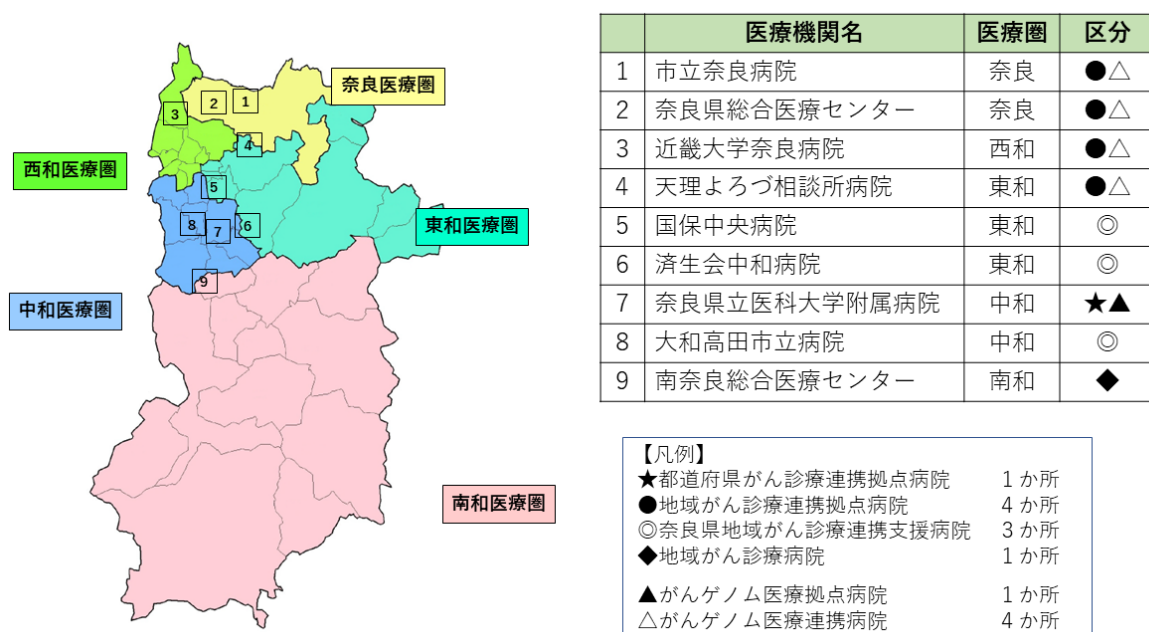 奈良医療圏
2
1
3
4
西和医療圏
5
東和医療圏
8
7
6
9
中和医療圏
南和医療圏
医療機関名 医療圏 区分
1 市立奈良病院 奈良 ●△
2 奈良県総合医療センター 奈良 ●△
3 近畿大学奈良病院 西和 ●△
4 天理よろづ相談所病院 東和 ●△
5 国保中央病院 東和 ◎
6 済生会中和病院 東和 ◎
7 奈良県立医科大学附属病院 中和 ★▲
8 大和高田市立病院 中和 ◎
9 南奈良総合医療センター 南和 ◆
【凡例】
★都道府県がん診療連携拠点病院 1か所
●地域がん診療連携拠点病院 4か所
◎奈良県地域がん診療連携支援病院 3か所
◆地域がん診療病院 1か所
▲がんゲノム医療拠点病院 1か所
△がんゲノム医療連携病院 4か所